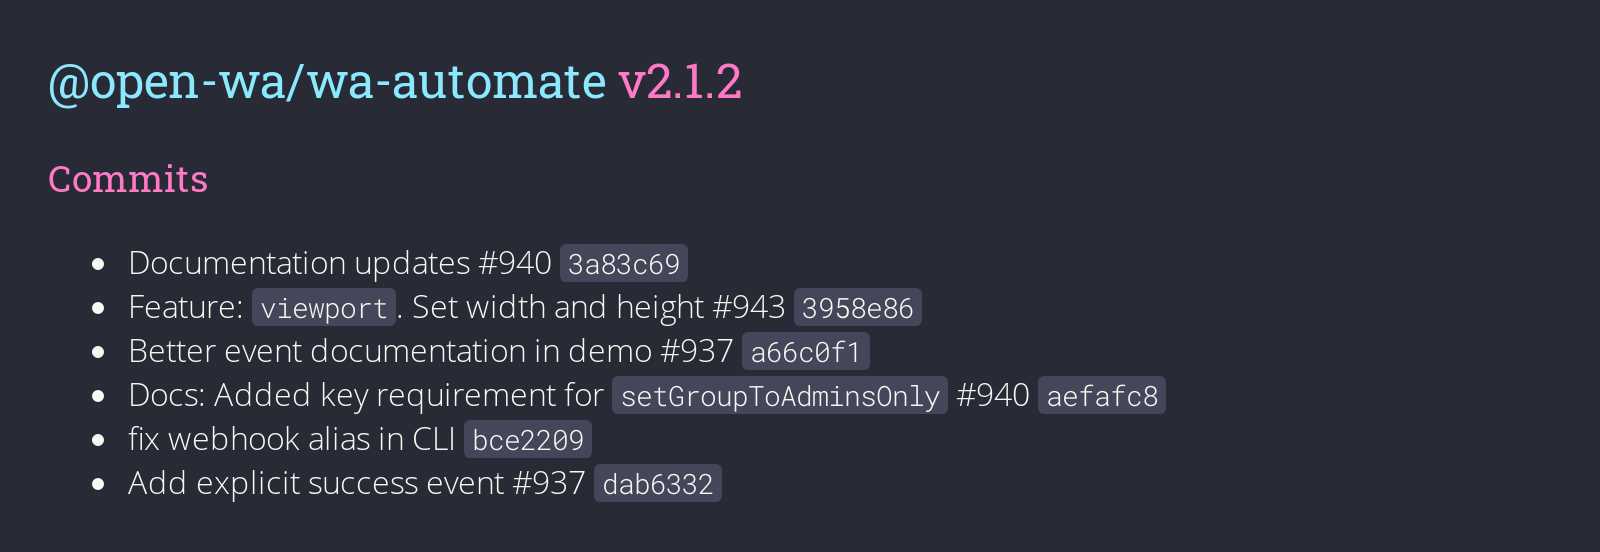 @open-wa/wa-automate v2.1.2
Commits
Documentation updates #940 3a83c69
Feature: viewport. Set width and height #943 3958e86
Better event documentation in demo #937 a66c0f1
Docs: Added key requirement for setGroupToAdminsOnly #940 aefafc8
fix webhook alias in CLI bce2209
Add explicit success event #937 dab6332